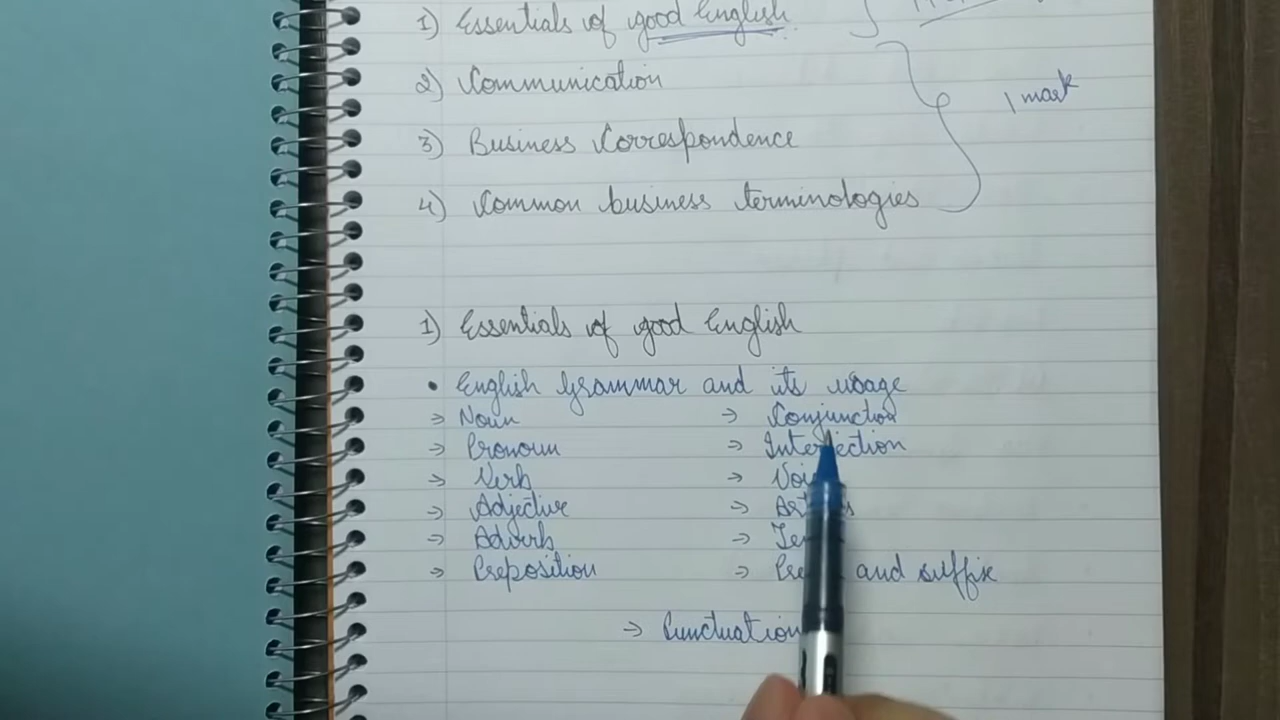 1) Essentials of good English
2) Communication
1 mark
3) Business Correspondence
4) Common business terminologies
1) Essentials of good English
• English Grammar and its usage
→ Noun → Conjunction
→ Pronoun → Interjection
→ Verb →
→ Adjective →
→ Adverb →
→ Preposition → and suffix
→ Punctuation